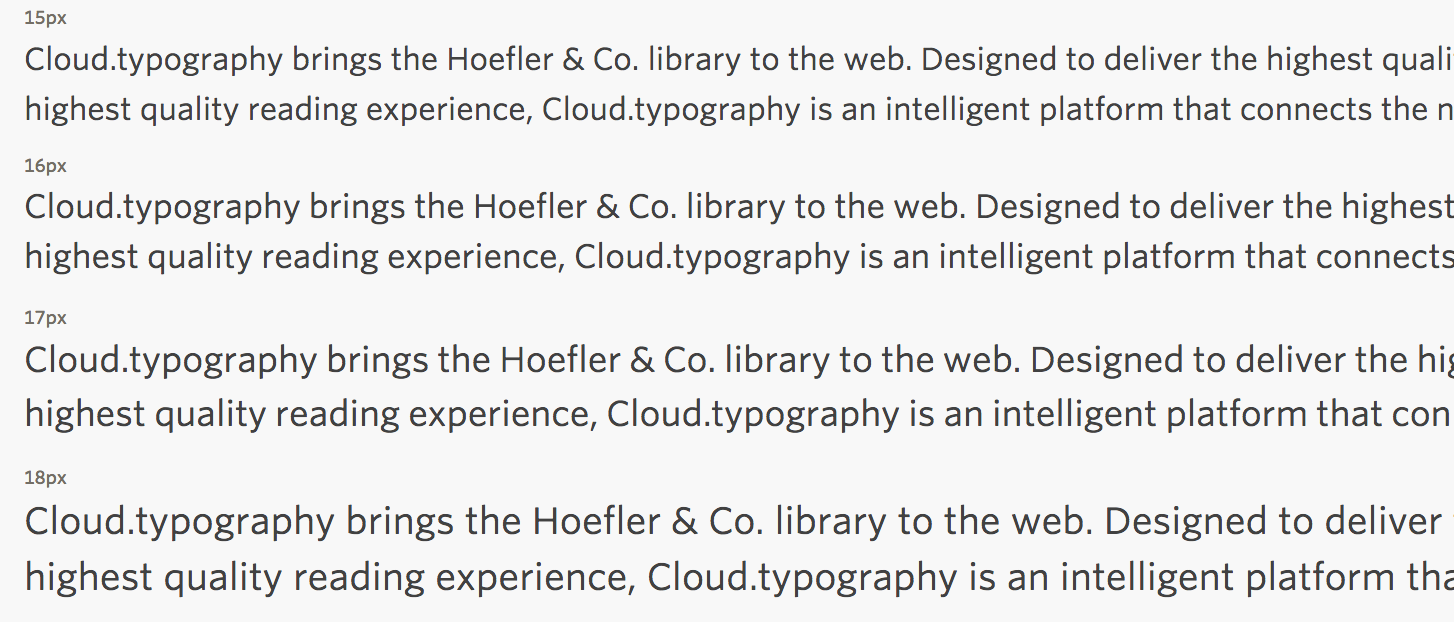 15px
Cloud.typography brings the Hoefler & Co. library to the web. Designed to deliver the highest quali
highest quality reading experience, Cloud.typography is an intelligent platform that connects the n
16px
Cloud.typography brings the Hoefler & Co. library to the web. Designed to deliver the highest
highest quality reading experience, Cloud.typography is an intelligent platform that connects
17px
Cloud.typography brings the Hoefler & Co. library to the web. Designed to deliver the hig
highest quality reading experience, Cloud.typography is an intelligent platform that con
18px
Cloud.typography brings the Hoefler & Co. library to the web. Designed to deliver
highest quality reading experience, Cloud.typography is an intelligent platform tha